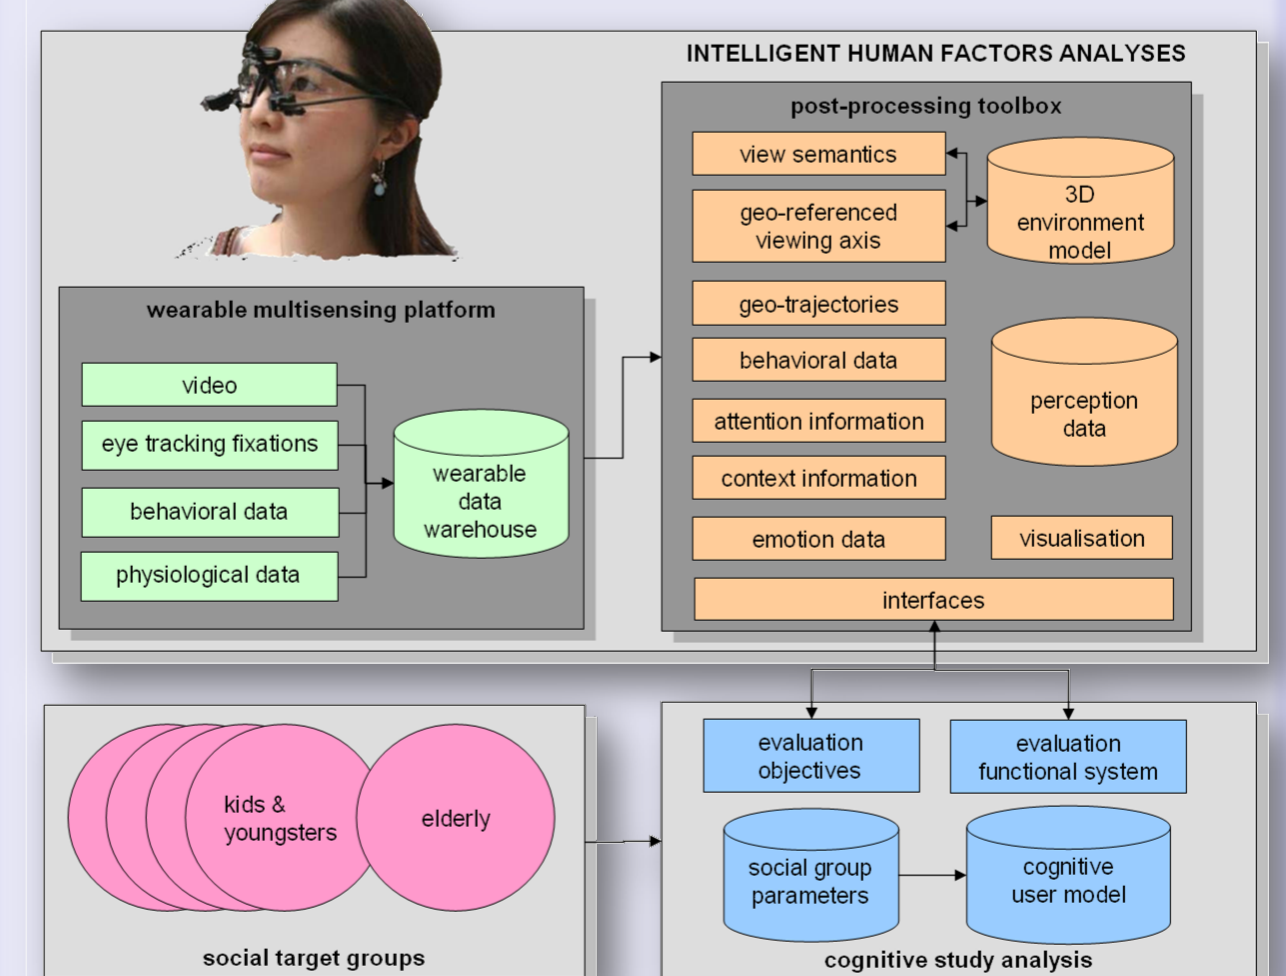 INTELLIGENT HUMAN FACTORS ANALYSES
post-processing toolbox
view semantics
geo-referenced
viewing axis
3D
environment
model
geo-trajectories
behavioral data
attention information
context information
emotion data
perception
data
visualisation
interfaces
wearable multisensing platform
video
eye tracking fixations
behavioral data
physiological data
wearable
data
warehouse
kids &
youngsters
elderly
social target groups
evaluation
objectives
evaluation
functional system
social group
parameters
cognitive
user model
cognitive study analysis